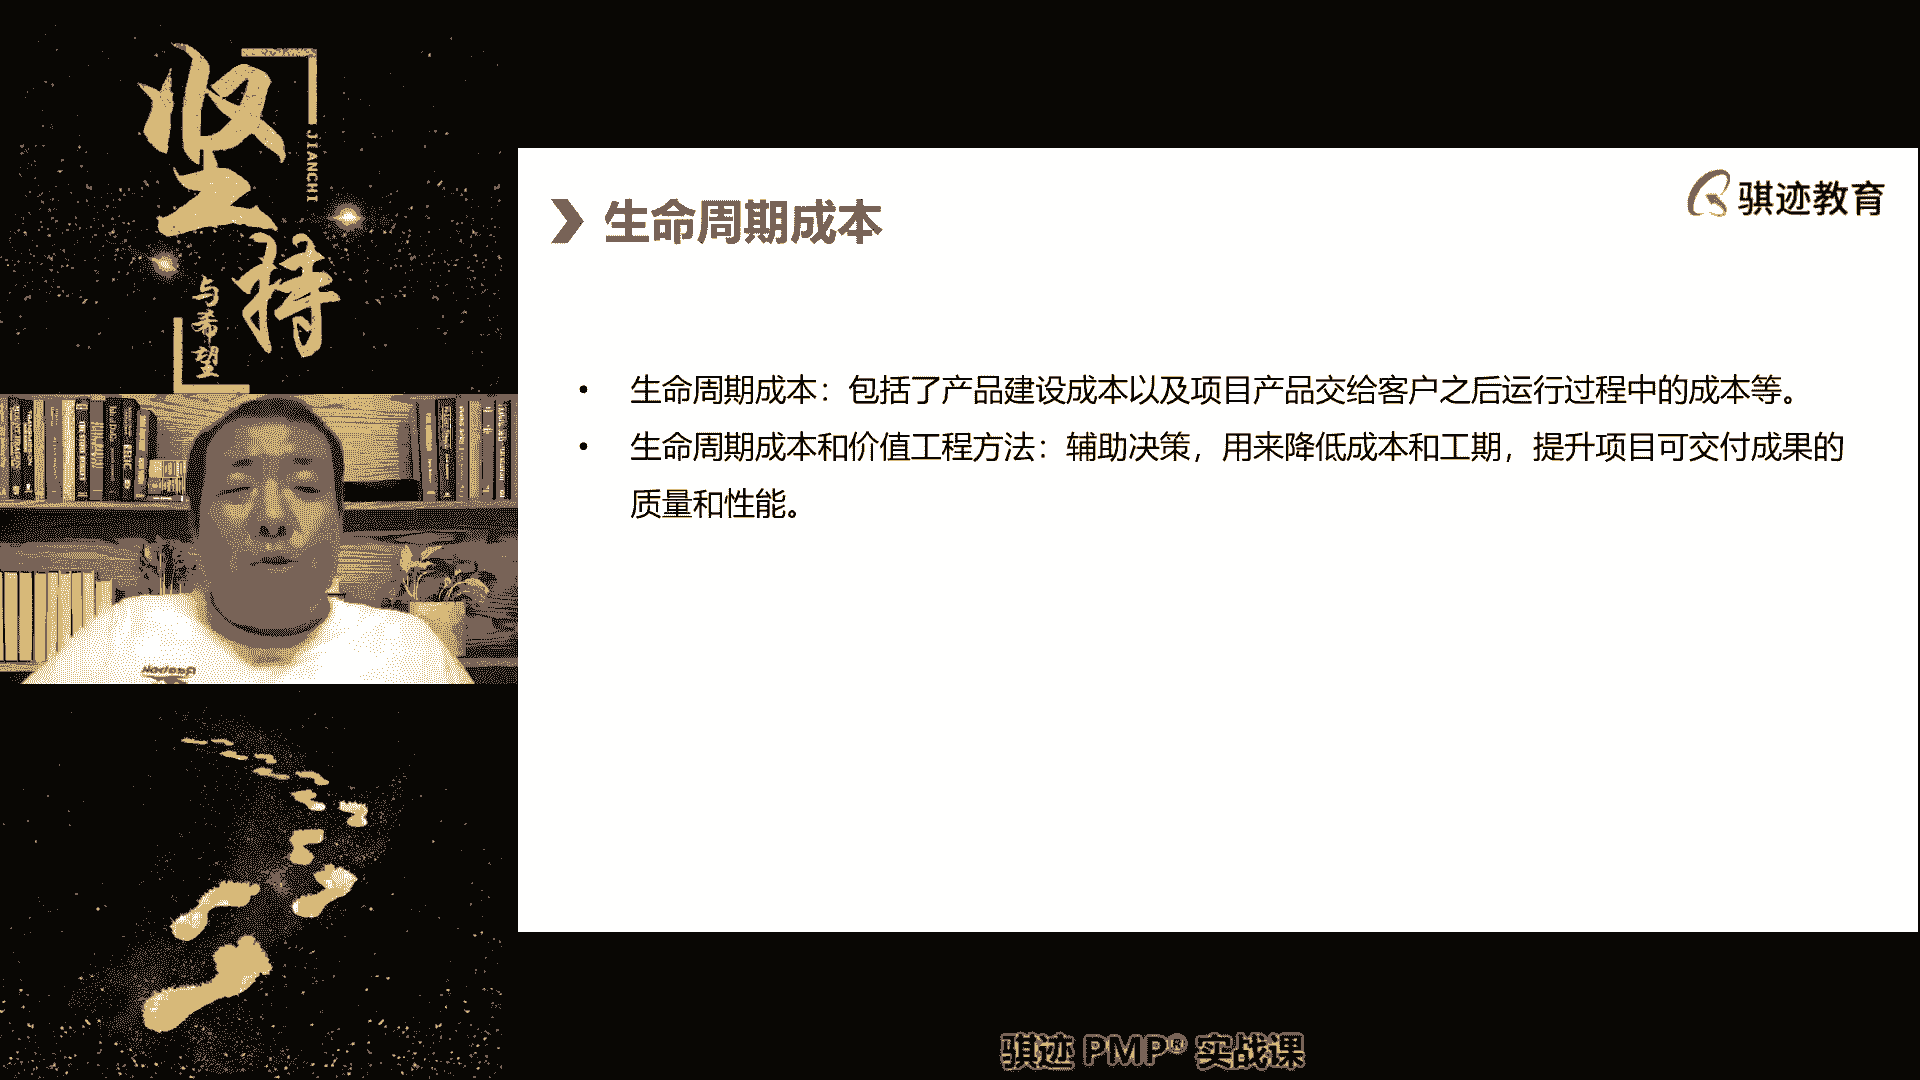 坚持
JIANCHI
与希望
骐迹教育
生命周期成本
• 生命周期成本：包括了产品建设成本以及项目产品交给客户之后运行过程中的成本等。
• 生命周期成本和价值工程方法：辅助决策，用来降低成本和工期，提升项目可交付成果的
质量和性能。
骐迹 PMP® 实战课